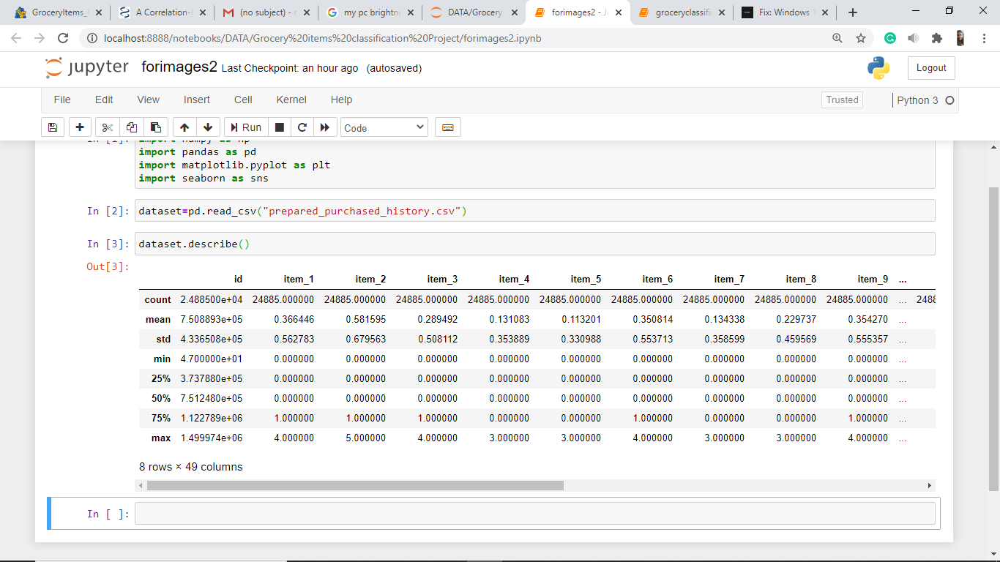 GroceryItems_
A Correlation-
M (no subject) -
my pc brightn
DATA/Grocery
forimages2 - J
groceryclassifi
Fix: Windows
localhost:8888/notebooks/DATA/Grocery%20items%20classification%20Project/forimages2.ipynb
jupyter forimages2 Last Checkpoint: an hour ago (autosaved)
Logout
File Edit View Insert Cell Kernel Help
Trusted Python 3
Run Code
In [1]: import numpy as np
import pandas as pd
import matplotlib.pyplot as plt
import seaborn as sns
In [2]: dataset=pd.read_csv("prepared_purchased_history.csv")
In [3]: dataset.describe()
Out[3]:
id item_1 item_2 item_3 item_4 item_5 item_6 item_7 item_8 item_9 ...
count 2.488500e+04 24885.000000 24885.000000 24885.000000 24885.000000 24885.000000 24885.000000 24885.000000 24885.000000 24885.000000 ... 2488
mean 7.508893e+05 0.366446 0.581595 0.289492 0.131083 0.113201 0.350814 0.134338 0.229737 0.354270 ...
std 4.336508e+05 0.562783 0.679563 0.508112 0.353889 0.330988 0.553713 0.358599 0.459569 0.555357 ...
min 4.700000e+01 0.000000 0.000000 0.000000 0.000000 0.000000 0.000000 0.000000 0.000000 0.000000 ...
25% 3.737880e+05 0.000000 0.000000 0.000000 0.000000 0.000000 0.000000 0.000000 0.000000 0.000000 ...
50% 7.512480e+05 0.000000 0.000000 0.000000 0.000000 0.000000 0.000000 0.000000 0.000000 0.000000 ...
75% 1.122789e+06 1.000000 1.000000 1.000000 0.000000 0.000000 1.000000 0.000000 0.000000 1.000000 ...
max 1.499974e+06 4.000000 5.000000 4.000000 3.000000 3.000000 4.000000 3.000000 3.000000 4.000000 ...
8 rows × 49 columns
In [ ]: